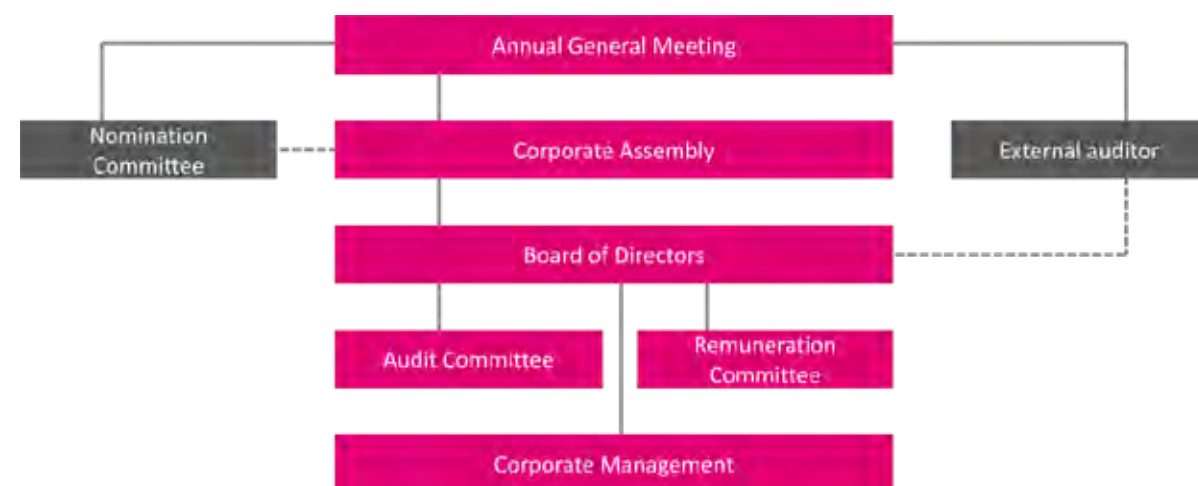 Annual General Meeting
Nomination
Committee
Corporate Assembly
External auditor
Board of Directors
Audit Committee
Remuneration
Committee
Corporate Management